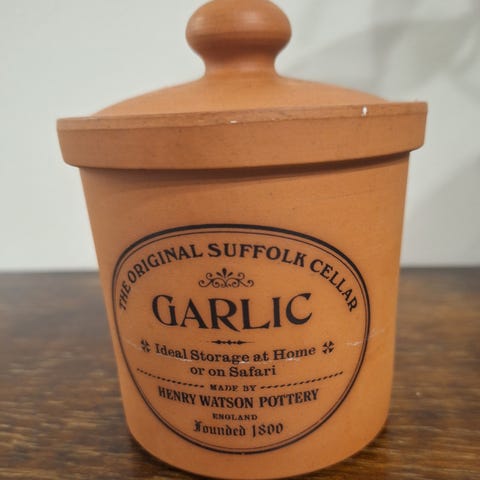 THE ORIGINAL SUFFOLK CELLAR
GARLIC
Ideal Storage at Home
or on Safari
MADE BY
HENRY WATSON POTTERY
ENGLAND
Founded 1800